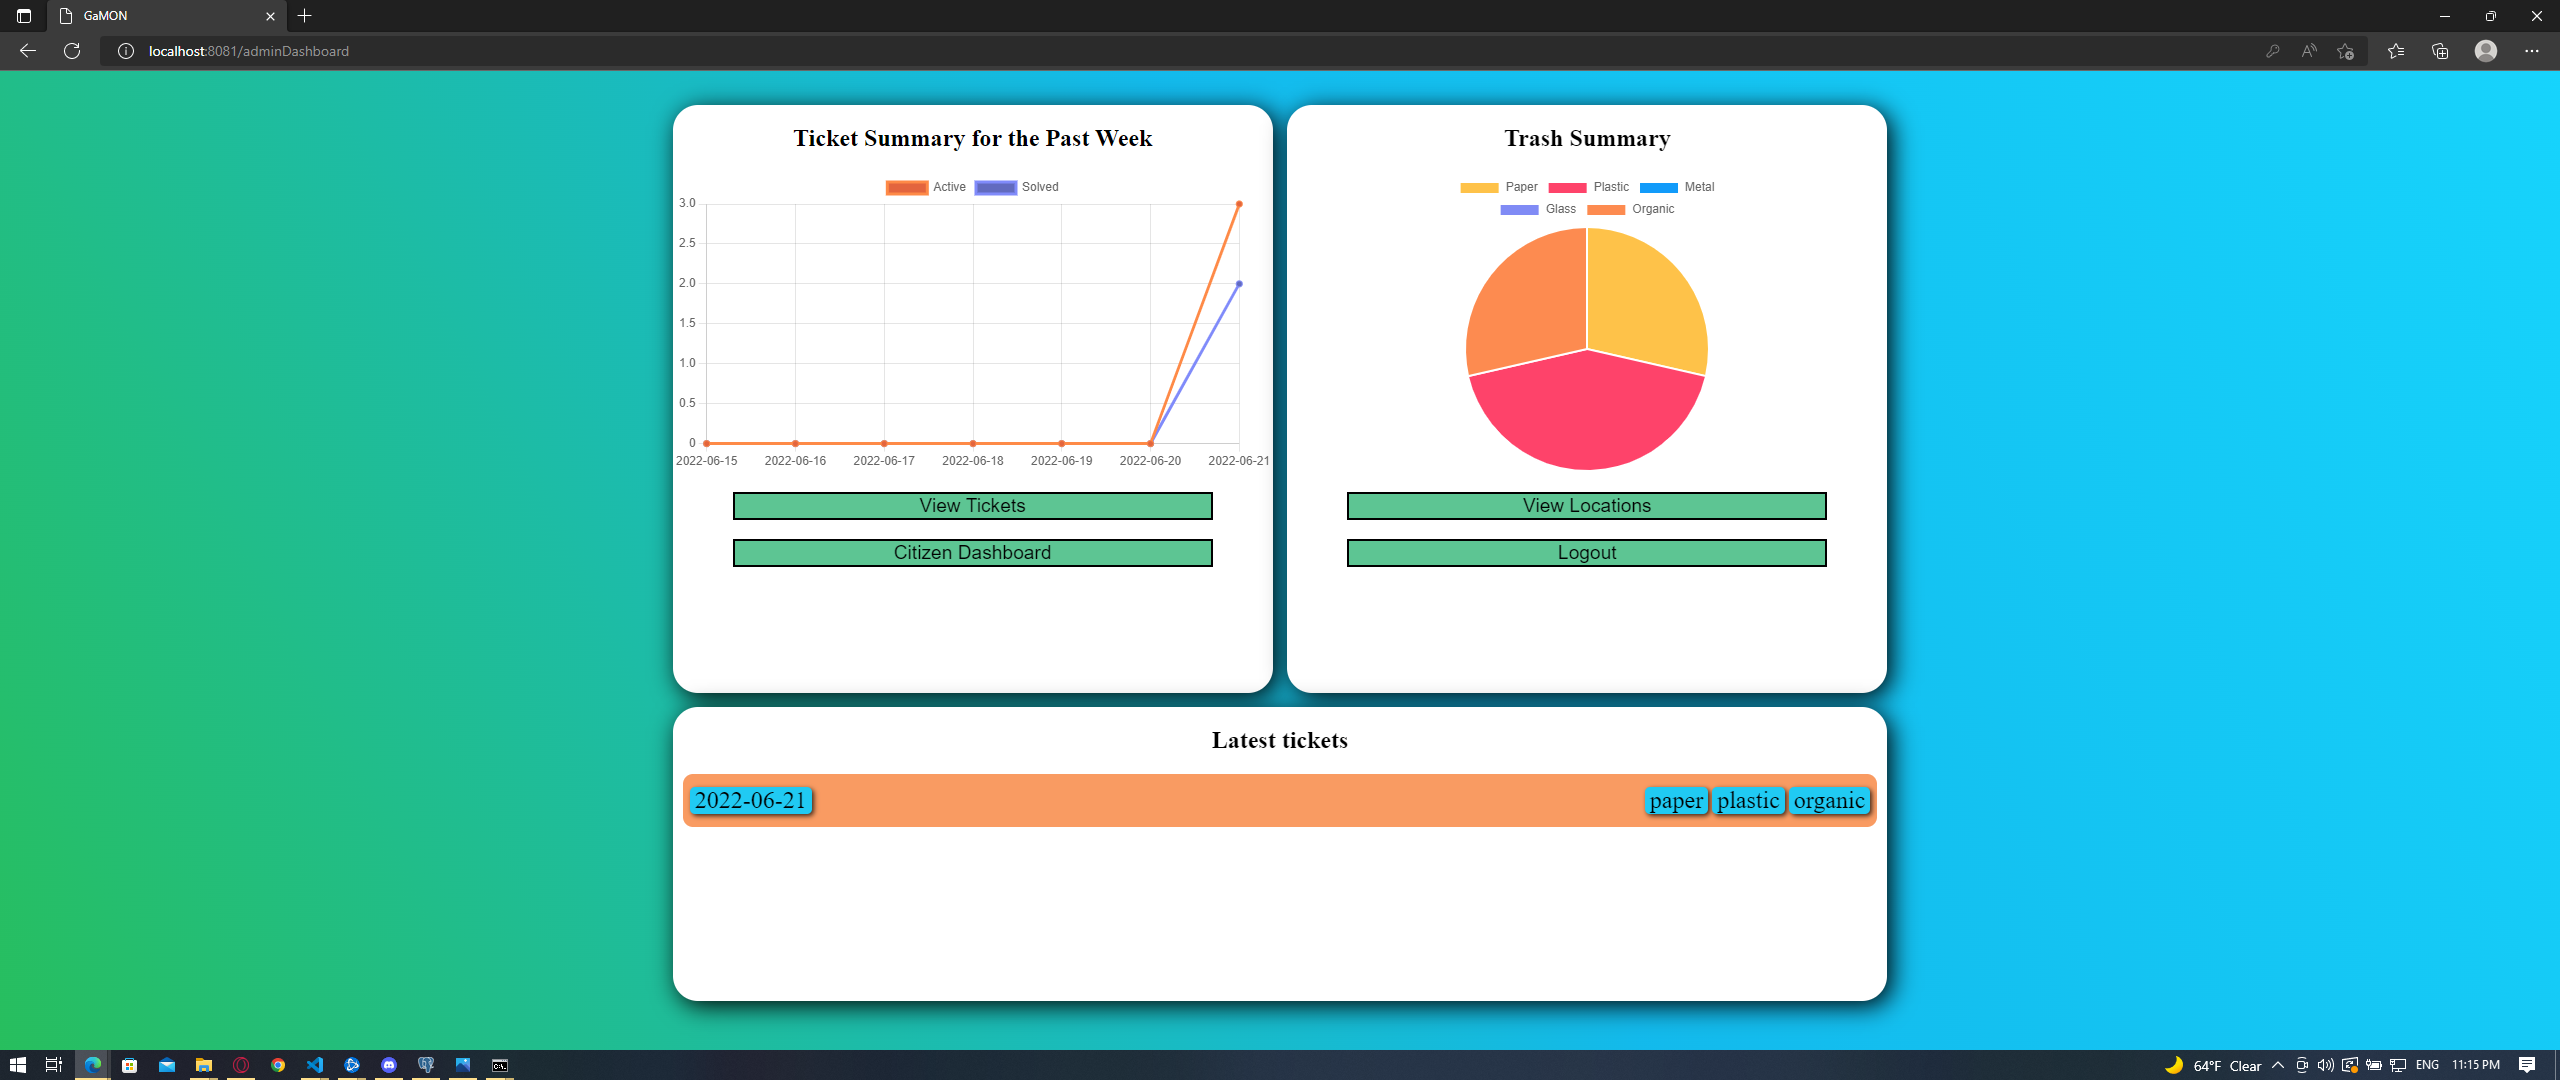 GaMON
localhost:8081/adminDashboard
Ticket Summary for the Past Week
Active Solved
3.0
2.5
2.0
1.5
1.0
0.5
0
2022-06-15 2022-06-16 2022-06-17 2022-06-18 2022-06-19 2022-06-20 2022-06-21
View Tickets
Citizen Dashboard
Trash Summary
Paper Plastic Metal
Glass Organic
View Locations
Logout
Latest tickets
2022-06-21 paper plastic organic
64°F Clear ENG 11:15 PM